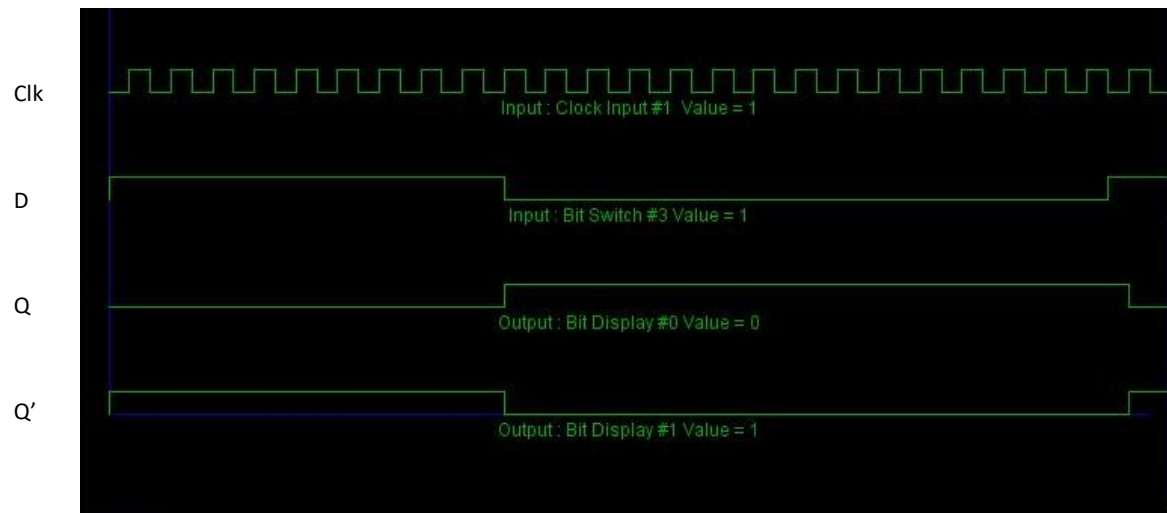 Clk
Input : Clock Input #1 Value = 1
D
Input : Bit Switch #3 Value = 1
Q
Output : Bit Display #0 Value = 0
Q’
Output : Bit Display #1 Value = 1